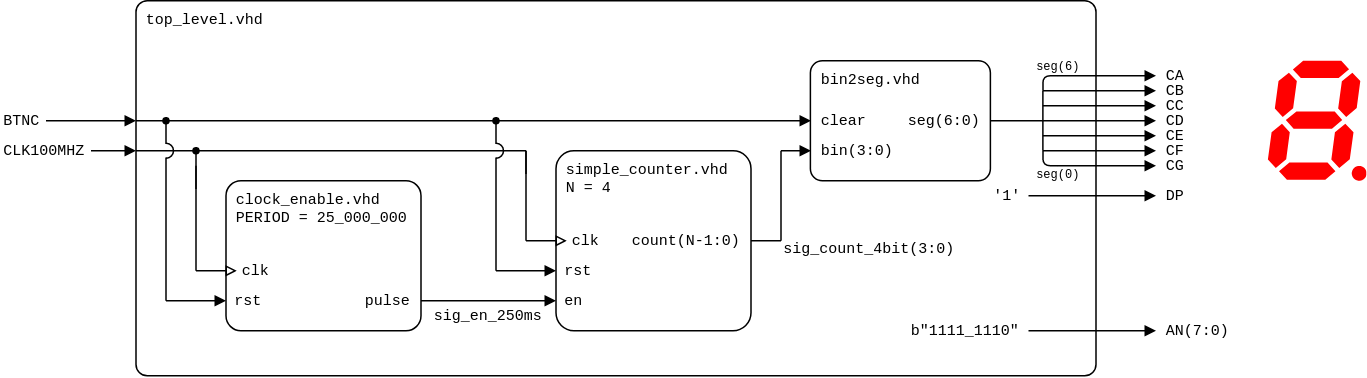 top_level.vhd
BTNC
CLK100MHZ
clock_enable.vhd
PERIOD = 25_000_000
clk
rst
pulse
sig_en_250ms
simple_counter.vhd
N = 4
clk
count(N-1:0)
rst
en
sig_count_4bit(3:0)
bin2seg.vhd
clear
seg(6:0)
bin(3:0)
seg(6)
seg(0)
CA
CB
CC
CD
CE
CF
CG
'1'
DP
b"1111_1110"
AN(7:0)
8.